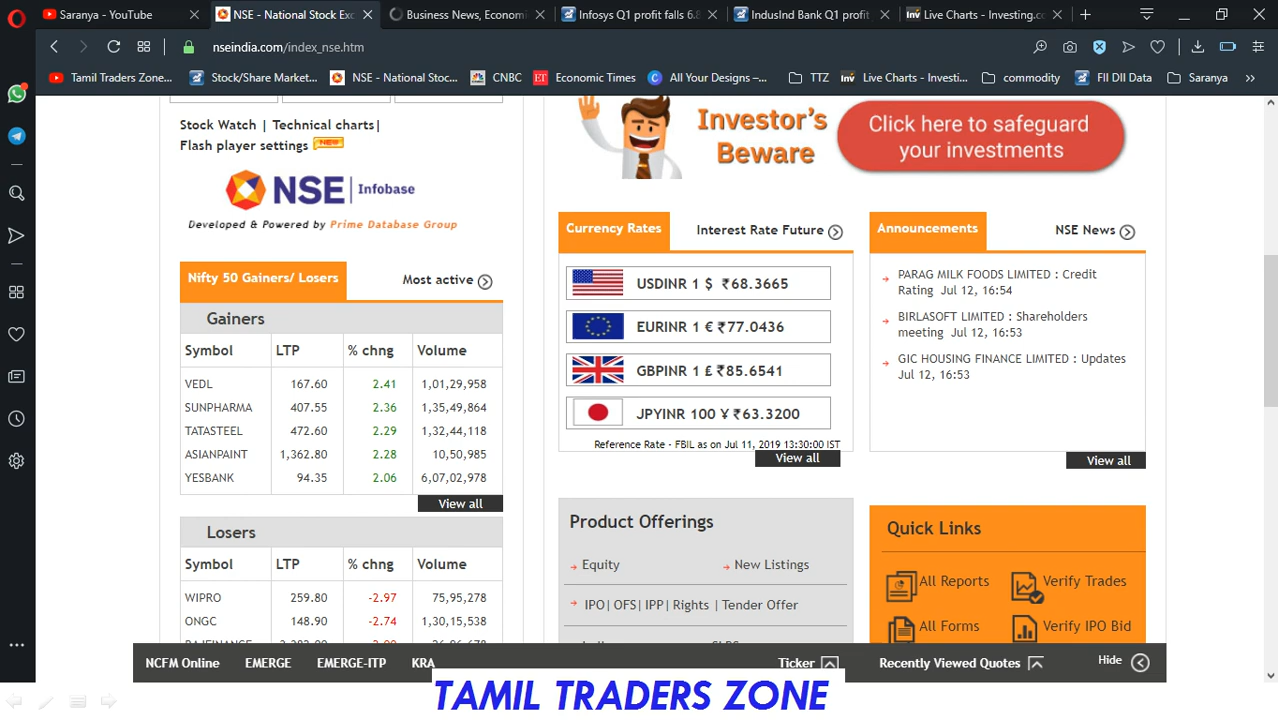 Saranya - YouTube
NSE - National Stock Exc
Business News, Economi
Infosys Q1 profit falls 6.8
IndusInd Bank Q1 profit
Inv Live Charts - Investing.co
nseindia.com/index_nse.htm
Tamil Traders Zone...
Stock/Share Market...
NSE - National Stoc...
CNBC
ET Economic Times
All Your Designs –...
TTZ
Inv Live Charts - Investi...
commodity
FII DII Data
Saranya
Stock Watch | Technical charts|
Flash player settings NEW
NSE Infobase
Developed & Powered by Prime Database Group
Nifty 50 Gainers/ Losers Most active
Gainers
Symbol LTP % chng Volume
VEDL 167.60 2.41 1,01,29,958
SUNPHARMA 407.55 2.36 1,35,49,864
TATASTEEL 472.60 2.29 1,32,44,118
ASIANPAINT 1,362.80 2.28 10,50,985
YESBANK 94.35 2.06 6,07,02,978
View all
Losers
Symbol LTP % chng Volume
WIPRO 259.80 -2.97 75,95,278
ONGC 148.90 -2.74 1,30,15,538
Investor's
Beware
Click here to safeguard
your investments
Currency Rates Interest Rate Future
USDINR 1 $ ₹68.3665
EURINR 1 € ₹77.0436
GBPINR 1 £ ₹85.6541
JPYINR 100 ¥ ₹63.3200
Reference Rate - FBIL as on Jul 11, 2019 13:30:00 IST
View all
Announcements NSE News
PARAG MILK FOODS LIMITED : Credit
Rating Jul 12, 16:54
BIRLASOFT LIMITED : Shareholders
meeting Jul 12, 16:53
GIC HOUSING FINANCE LIMITED : Updates
Jul 12, 16:53
View all
Product Offerings
Equity New Listings
IPO| OFS| IPP| Rights | Tender Offer
Quick Links
All Reports Verify Trades
All Forms Verify IPO Bid
NCFM Online EMERGE EMERGE-ITP KRA Ticker Recently Viewed Quotes Hide
TAMIL TRADERS ZONE